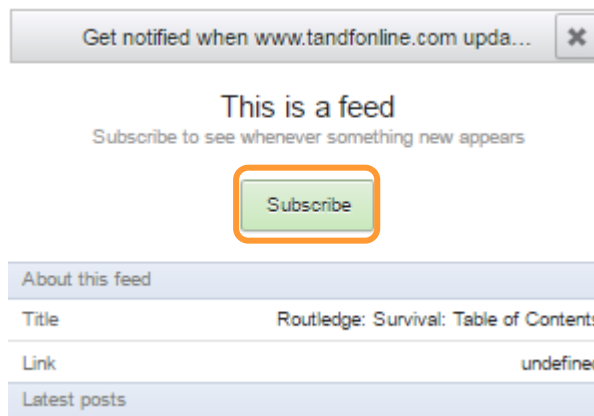 Get notified when www.tandfonline.com upda...
This is a feed
Subscribe to see whenever something new appears
Subscribe
About this feed
Title Routledge: Survival: Table of Contents
Link undefined
Latest posts